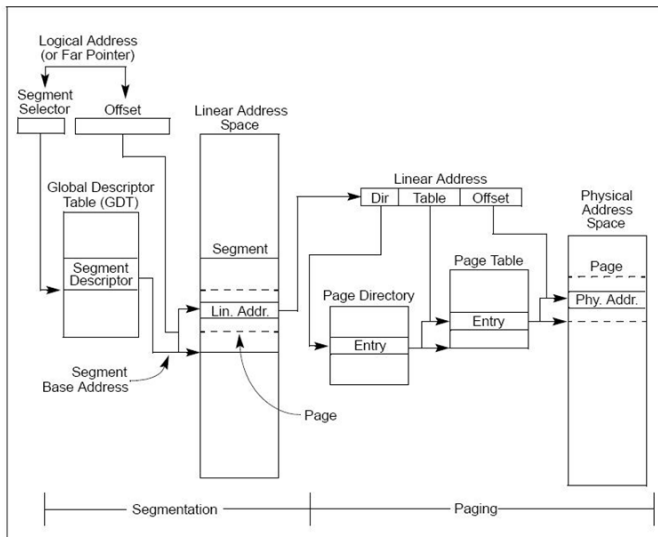 Logical Address
(or Far Pointer)
Segment
Selector
Offset
Linear Address
Space
Global Descriptor
Table (GDT)
Segment
Descriptor
Segment
Lin. Addr.
Segment
Base Address
Page
Linear Address
Dir
Table
Offset
Physical
Address
Space
Page Directory
Entry
Page Table
Entry
Page
Phy. Addr.
Segmentation
Paging